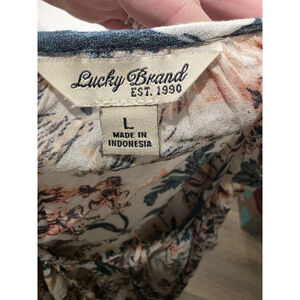 Lucky Brand
EST. 1990
L
MADE IN
INDONESIA